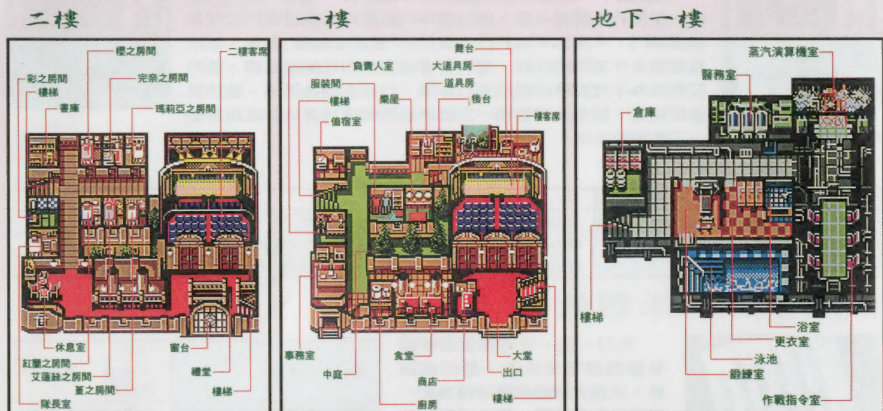 二樓
櫻之房間
二樓客席
彩之房間
完奈之房間
樓梯
書庫
瑪莉亞之房間
休息室
窗台
紅蘭之房間
艾蓮絲之房間
禮堂
堇之房間
樓梯
隊長室
一樓
舞台
負責人室
大道具房
服裝間
樂屋
道具房
樓梯
後台
值宿室
一樓客席
事務室
食堂
大堂
中庭
商店
出口
廚房
樓梯
地下一樓
蒸汽演算機室
醫務室
倉庫
樓梯
浴室
更衣室
泳池
鍛鍊室
作戰指令室